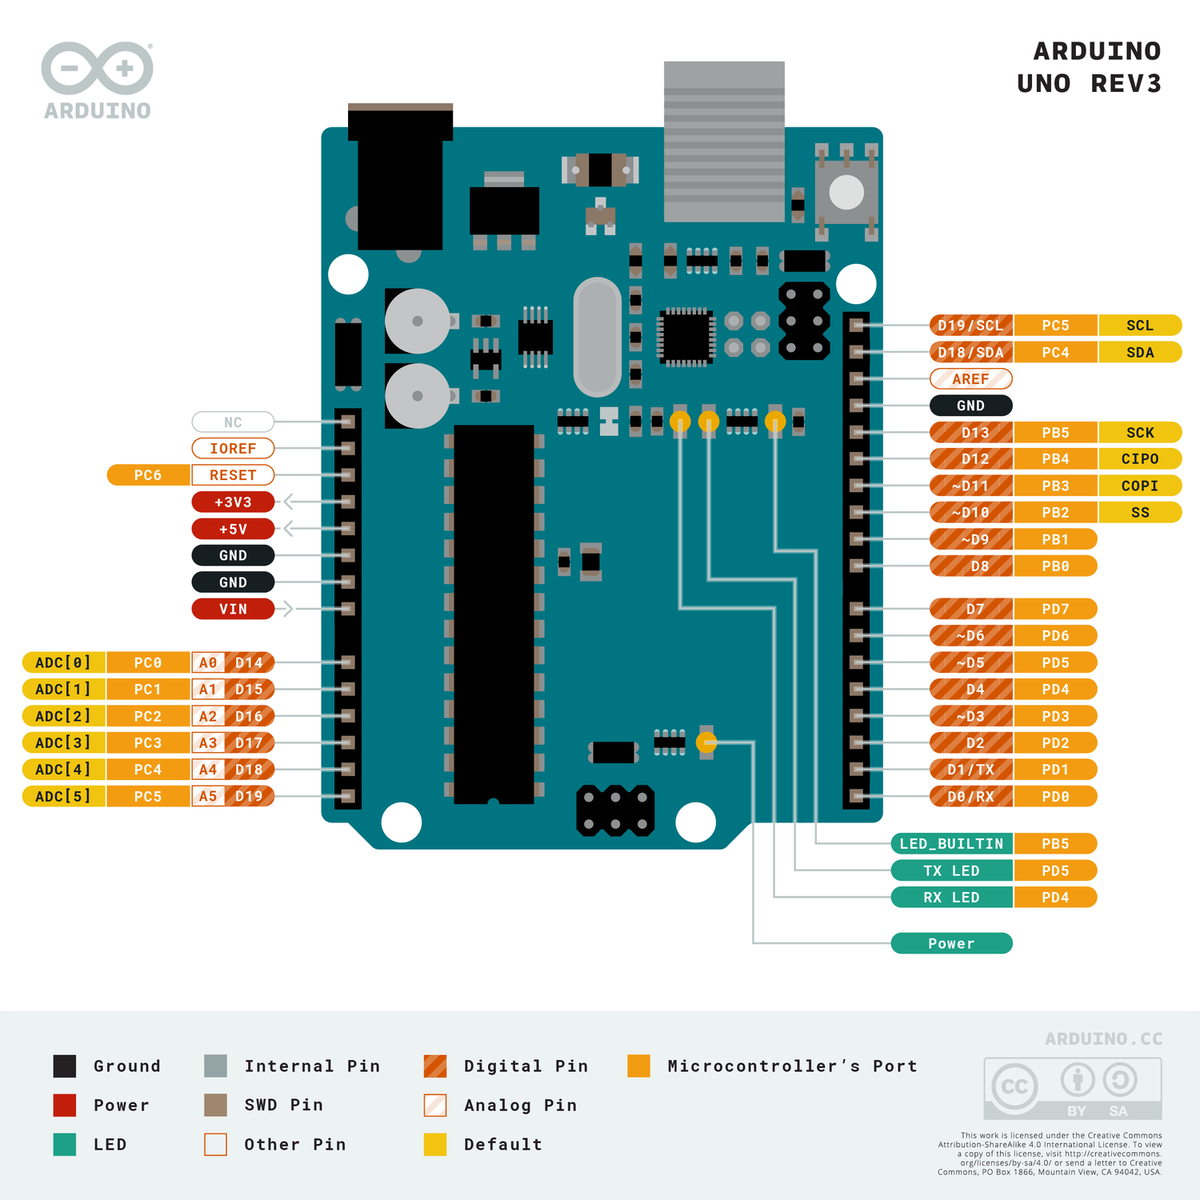 ARDUINO
ARDUINO
UNO REV3
D19/SCL PC5 SCL
D18/SDA PC4 SDA
AREF
GND
D13 PB5 SCK
D12 PB4 CIPO
~D11 PB3 COPI
~D10 PB2 SS
~D9 PB1
D8 PB0
D7 PD7
~D6 PD6
~D5 PD5
D4 PD4
~D3 PD3
D2 PD2
D1/TX PD1
D0/RX PD0
NC
IOREF
PC6 RESET
+3V3
+5V
GND
GND
VIN
ADC[0] PC0 A0 D14
ADC[1] PC1 A1 D15
ADC[2] PC2 A2 D16
ADC[3] PC3 A3 D17
ADC[4] PC4 A4 D18
ADC[5] PC5 A5 D19
LED_BUILTIN PB5
TX LED PD5
RX LED PD4
Power
Ground Internal Pin Digital Pin Microcontroller's Port
Power SWD Pin Analog Pin
LED Other Pin Default
ARDUINO.CC
CC
BY SA
This work is licensed under the Creative Commons
Attribution-ShareAlike 4.0 International License. To view
a copy of this license, visit http://creativecommons.
org/licenses/by-sa/4.0/ or send a letter to Creative
Commons, PO Box 1866, Mountain View, CA 94042, USA.